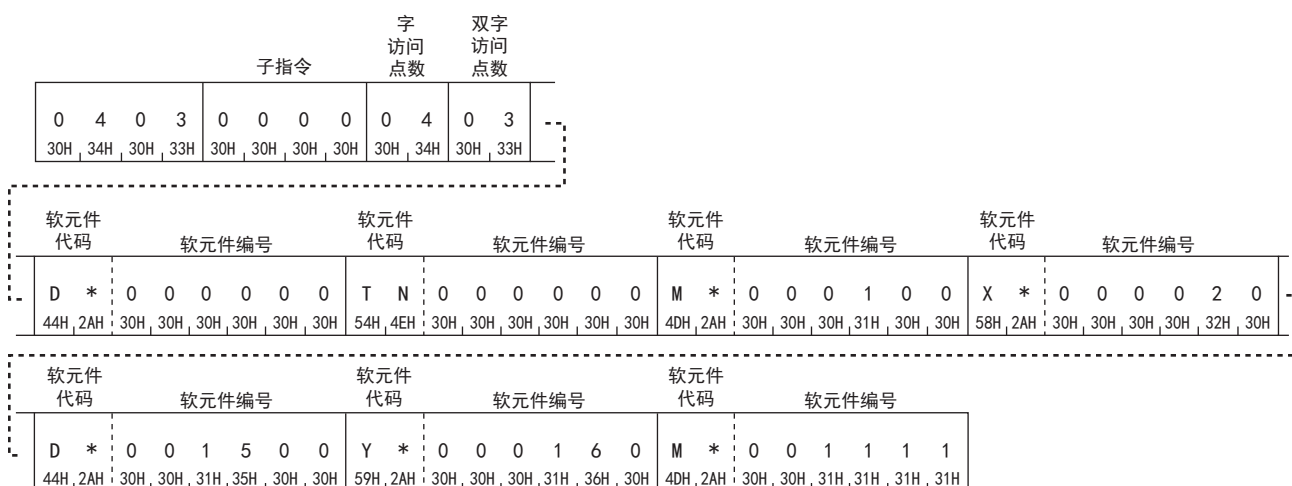 字 双字
访问 访问
子指令 点数 点数
0 4 0 3 0 0 0 0 0 4 0 3
30H 34H 30H 33H 30H 30H 30H 30H 30H 34H 30H 33H
软元件 软元件 软元件 软元件
代码 软元件编号 代码 软元件编号 代码 软元件编号 代码 软元件编号
D * 0 0 0 0 0 0 T N 0 0 0 0 0 0 M * 0 0 0 1 0 0 X * 0 0 0 0 2 0
44H 2AH 30H 30H 30H 30H 30H 30H 54H 4EH 30H 30H 30H 30H 30H 30H 4DH 2AH 30H 30H 30H 31H 30H 30H 58H 2AH 30H 30H 30H 30H 32H 30H
软元件 软元件 软元件
代码 软元件编号 代码 软元件编号 代码 软元件编号
D * 0 0 1 5 0 0 Y * 0 0 0 1 6 0 M * 0 0 1 1 1 1
44H 2AH 30H 30H 31H 35H 30H 30H 59H 2AH 30H 30H 30H 31H 36H 30H 4DH 2AH 30H 30H 31H 31H 31H 31H